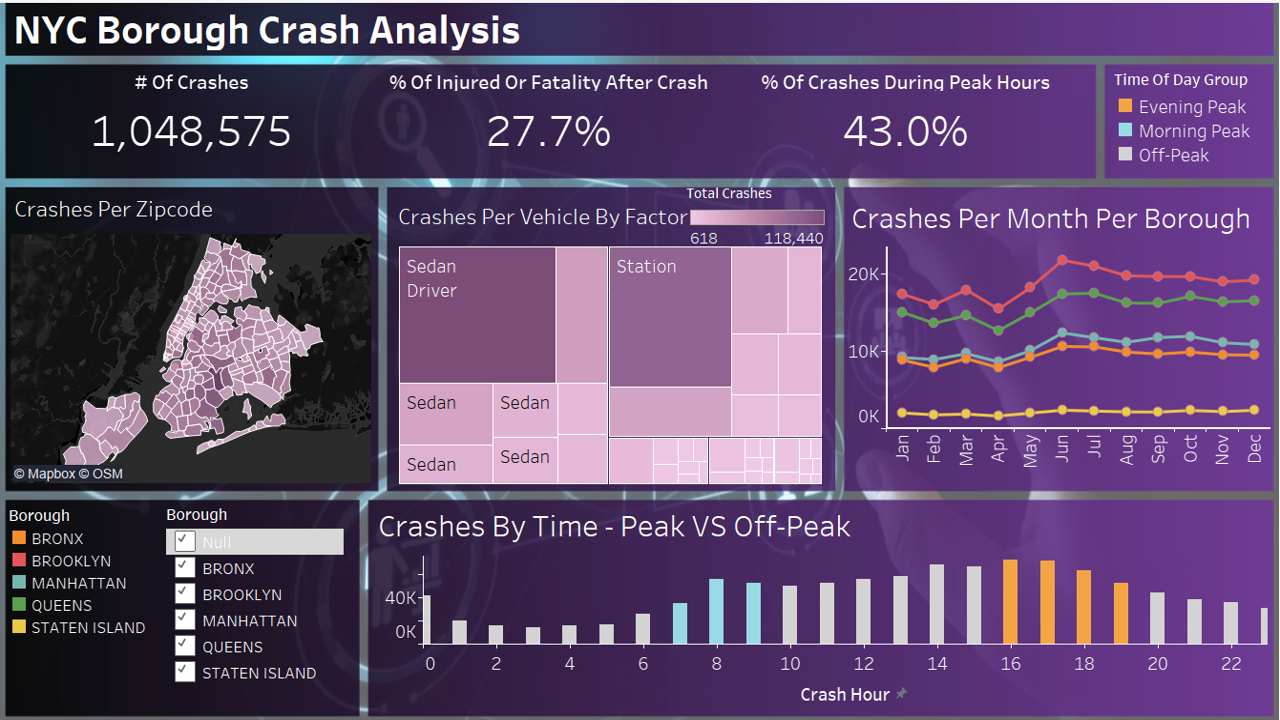 NYC Borough Crash Analysis
# Of Crashes
1,048,575
% Of Injured Or Fatality After Crash
27.7%
% Of Crashes During Peak Hours
43.0%
Time Of Day Group
Evening Peak
Morning Peak
Off-Peak
Crashes Per Zipcode
© Mapbox © OSM
Crashes Per Vehicle By Factor
Total Crashes
618 118,440
Sedan
Driver
Station
Sedan
Sedan
Sedan
Sedan
Crashes Per Month Per Borough
20K
10K
0K
Jan Feb Mar Apr May Jun Jul Aug Sep Oct Nov Dec
Borough
BRONX
BROOKLYN
MANHATTAN
QUEENS
STATEN ISLAND
Borough
Null
BRONX
BROOKLYN
MANHATTAN
QUEENS
STATEN ISLAND
Crashes By Time - Peak VS Off-Peak
40K
0K
0 2 4 6 8 10 12 14 16 18 20 22
Crash Hour